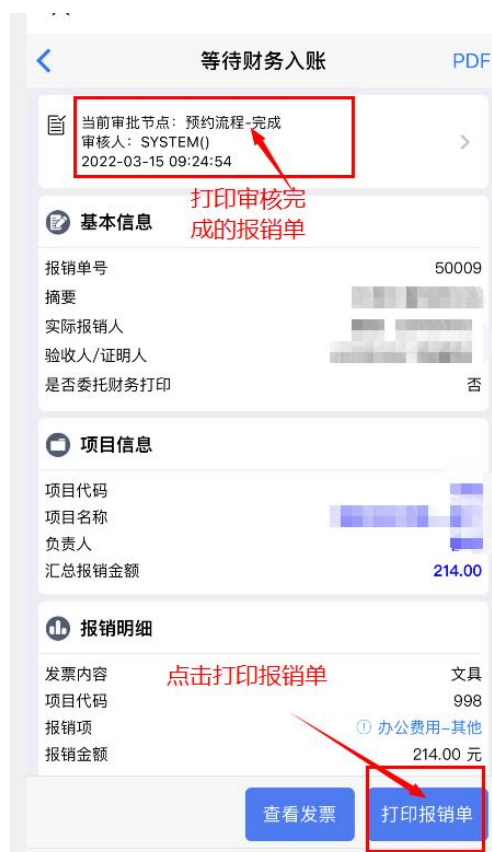 等待财务入账
PDF
当前审批节点：预约流程-完成
审核人：SYSTEM()
2022-03-15 09:24:54
打印审核完
成的报销单
基本信息
报销单号 50009
摘要
实际报销人
验收人/证明人
是否委托财务打印 否
项目信息
项目代码
项目名称
负责人
汇总报销金额 214.00
报销明细
发票内容 文具
点击打印报销单
项目代码 998
报销项 ① 办公费用–其他
报销金额 214.00 元
查看发票
打印报销单